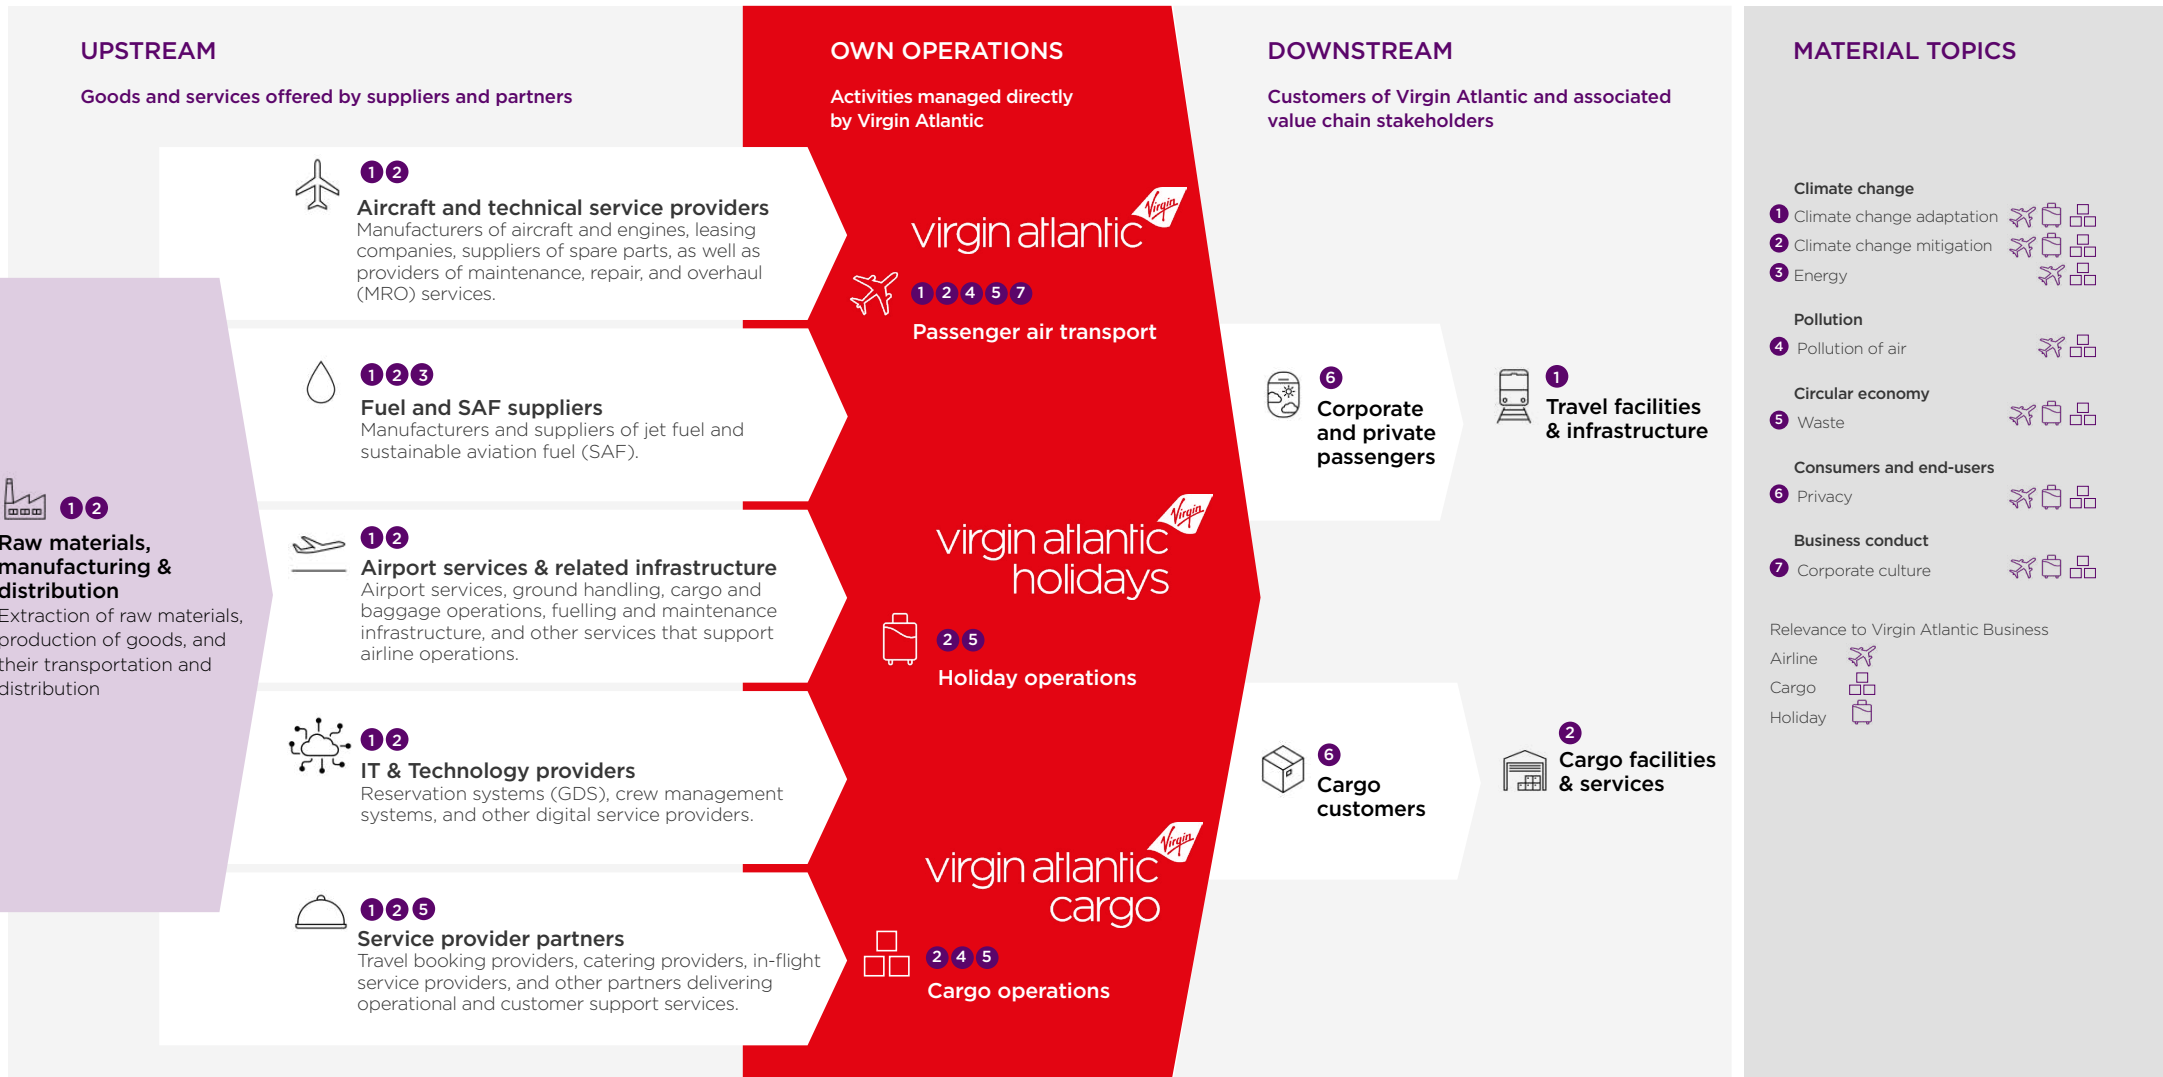 UPSTREAM
Goods and services offered by suppliers and partners
1 2
Raw materials,
manufacturing &
distribution
Extraction of raw materials,
production of goods, and
their transportation and
distribution
1 2
Aircraft and technical service providers
Manufacturers of aircraft and engines, leasing
companies, suppliers of spare parts, as well as
providers of maintenance, repair, and overhaul
(MRO) services.
1 2 3
Fuel and SAF suppliers
Manufacturers and suppliers of jet fuel and
sustainable aviation fuel (SAF).
1 2
Airport services & related infrastructure
Airport services, ground handling, cargo and
baggage operations, fuelling and maintenance
infrastructure, and other services that support
airline operations.
1 2
IT & Technology providers
Reservation systems (GDS), crew management
systems, and other digital service providers.
1 2 5
Service provider partners
Travel booking providers, catering providers, in-flight
service providers, and other partners delivering
operational and customer support services.
OWN OPERATIONS
Activities managed directly
by Virgin Atlantic
virgin atlantic Virgin
1 2 4 5 7
Passenger air transport
virgin atlantic Virgin
holidays
2 5
Holiday operations
virgin atlantic Virgin
cargo
2 4 5
Cargo operations
DOWNSTREAM
Customers of Virgin Atlantic and associated
value chain stakeholders
6
Corporate
and private
passengers
1
Travel facilities
& infrastructure
6
Cargo
customers
2
Cargo facilities
& services
MATERIAL TOPICS
Climate change
1 Climate change adaptation
2 Climate change mitigation
3 Energy
Pollution
4 Pollution of air
Circular economy
5 Waste
Consumers and end-users
6 Privacy
Business conduct
7 Corporate culture
Relevance to Virgin Atlantic Business
Airline
Cargo
Holiday